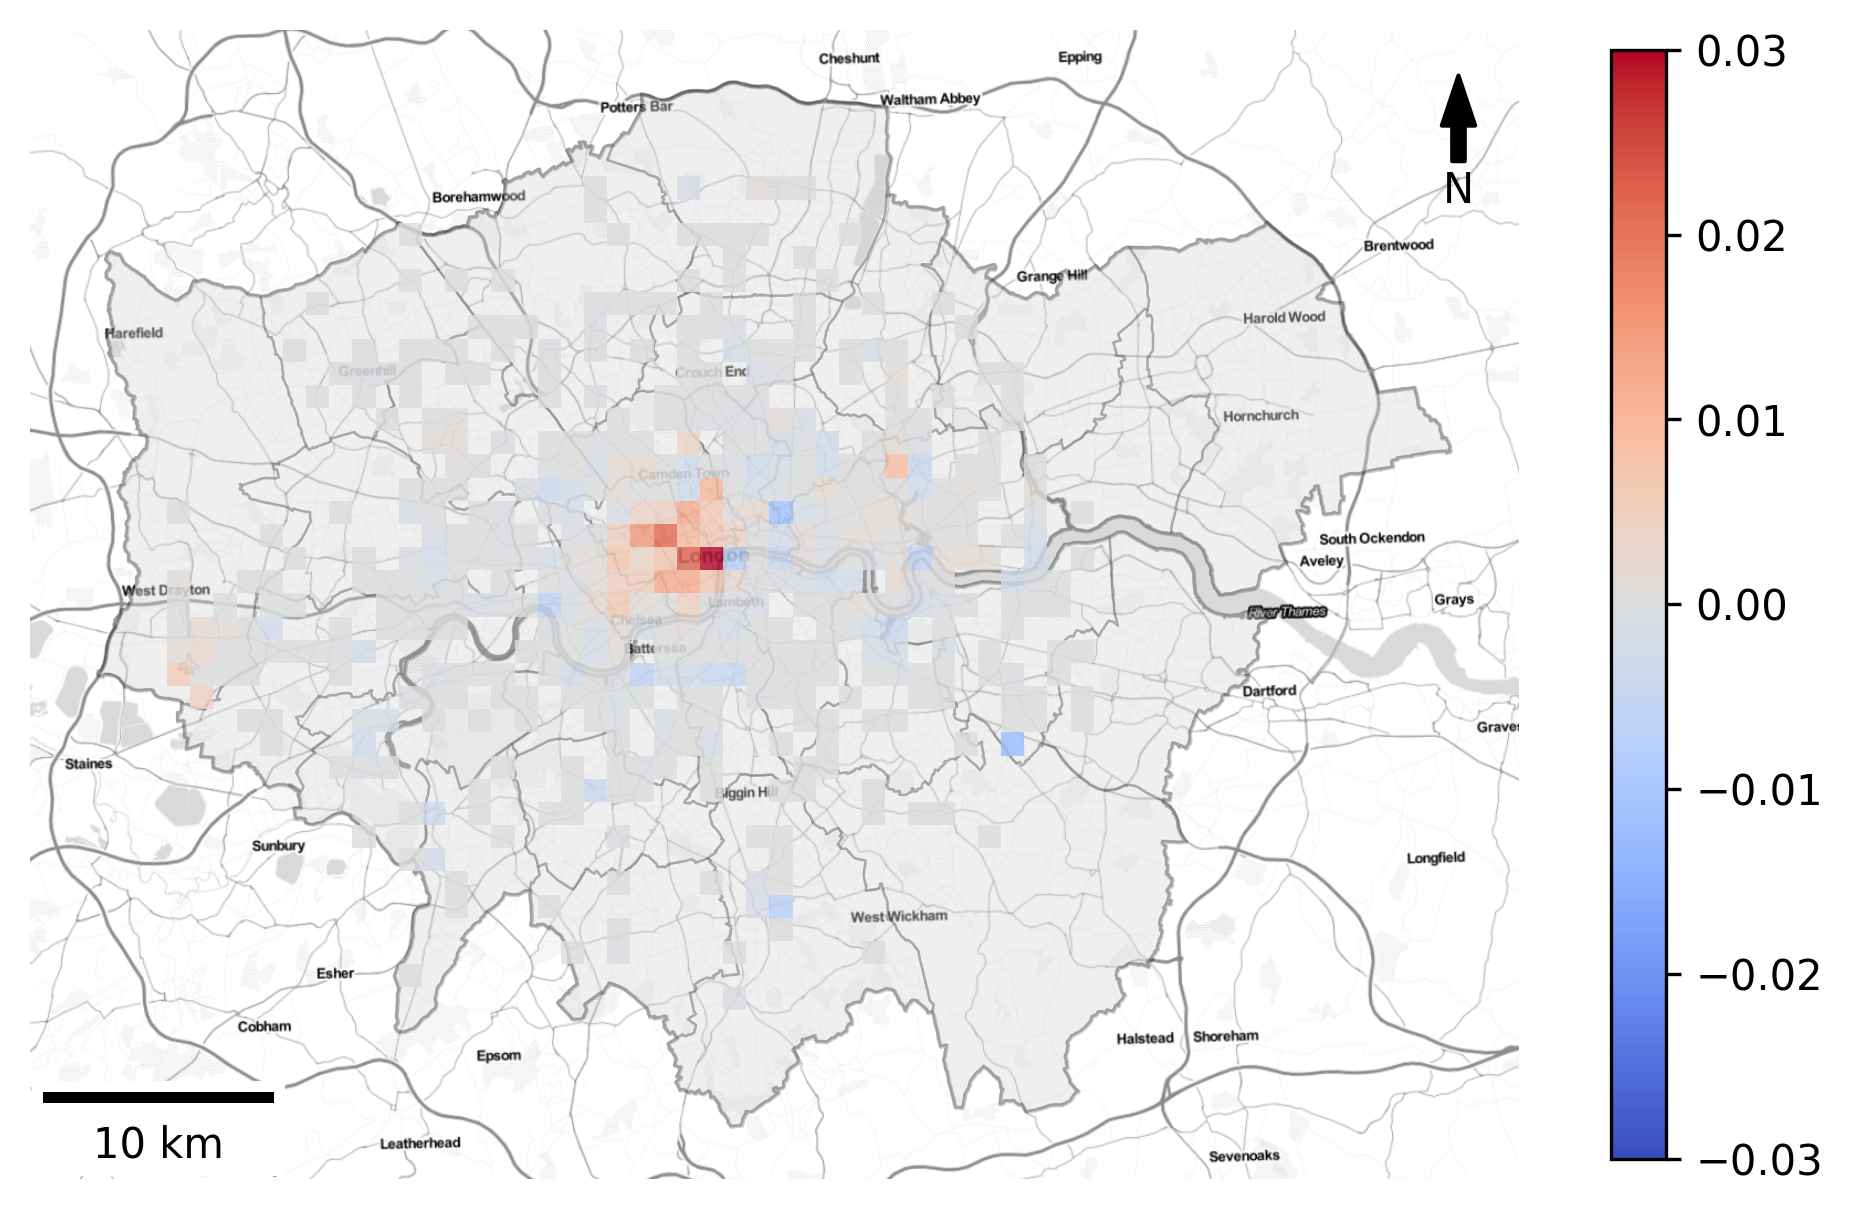 Cheshunt
Epping
0.03
Waltham Abbey
Potters Bar
N
Borehamwood
0.02
Brentwood
Grange Hill
Harefield
Harold Wood
Greenhill
Crouch End
0.01
Hornchurch
Camden Town
South Ockendon
London
Aveley
West Drayton
Grays
0.00
Lambeth
River Thames
Chelsea
Battersea
Dartford
Graves
Staines
−0.01
Biggin Hill
Sunbury
Longfield
West Wickham
Esher
−0.02
Cobham
Halstead
Shoreham
Epsom
10 km
Leatherhead
Sevenoaks
−0.03